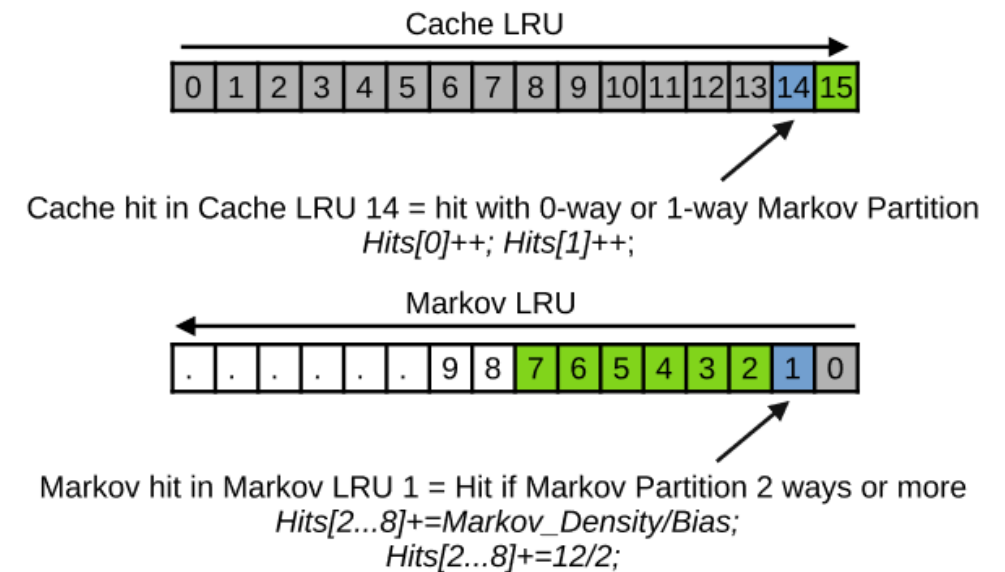 Cache LRU
0 1 2 3 4 5 6 7 8 9 10 11 12 13 14 15
Cache hit in Cache LRU 14 = hit with 0-way or 1-way Markov Partition
Hits[0]++; Hits[1]++;
Markov LRU
. . . . . . 9 8 7 6 5 4 3 2 1 0
Markov hit in Markov LRU 1 = Hit if Markov Partition 2 ways or more
Hits[2...8]+=Markov_Density/Bias;
Hits[2...8]+=12/2;